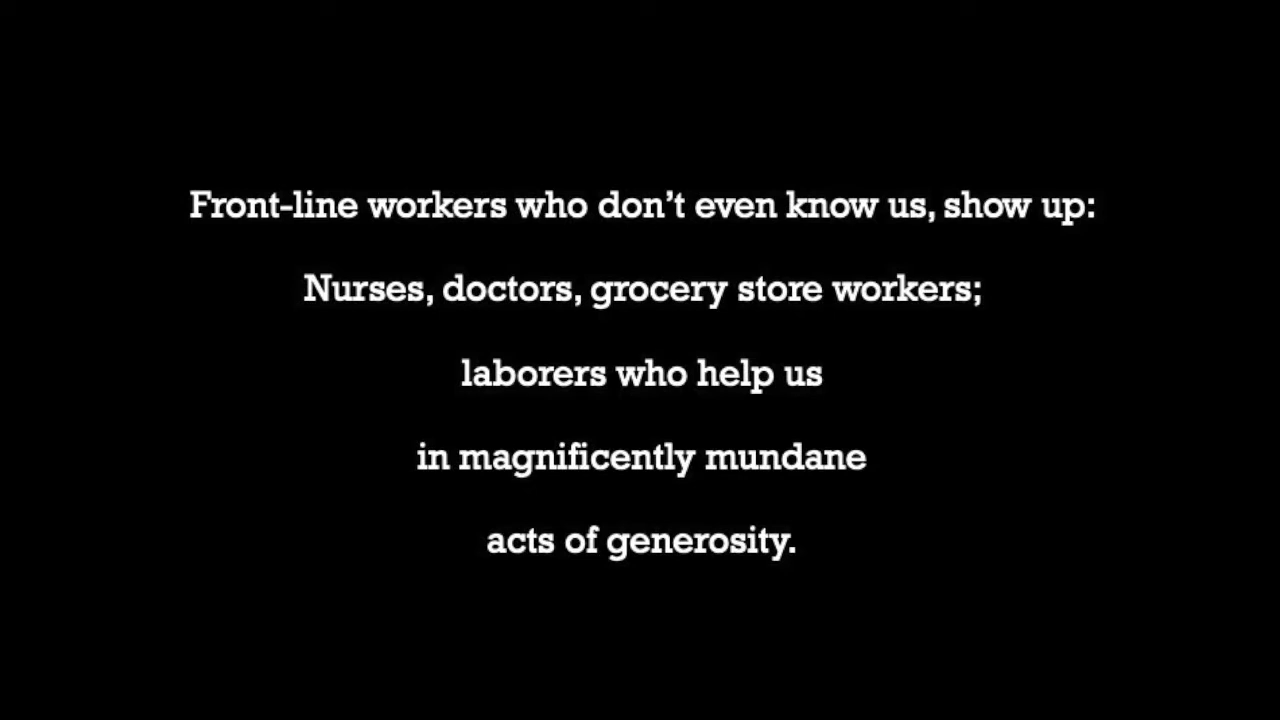 Front-line workers who don’t even know us, show up:
Nurses, doctors, grocery store workers;
laborers who help us
in magnificently mundane
acts of generosity.